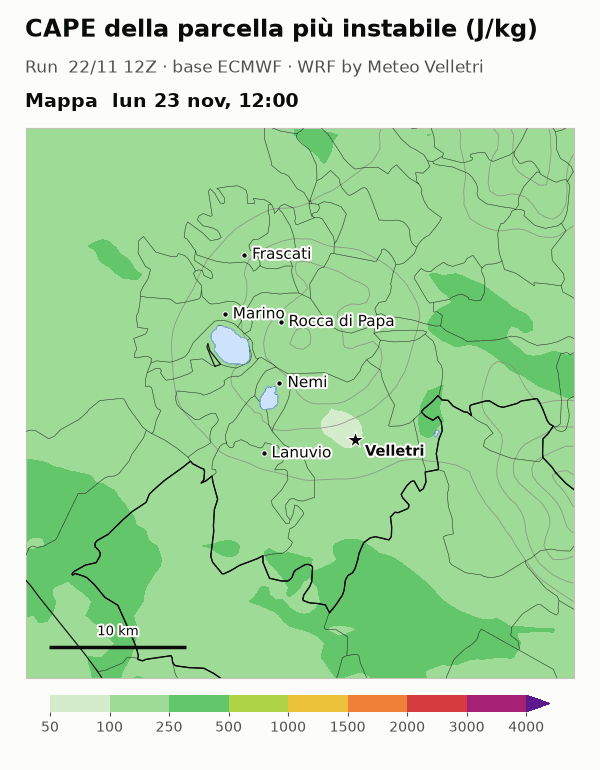 CAPE della parcella più instabile (J/kg)
Run  22/11 12Z · base ECMWF · WRF by Meteo Velletri
Mappa  lun 23 nov, 12:00
Frascati
Marino
Rocca di Papa
Nemi
Velletri
Lanuvio
10 km
50 100 250 500 1000 1500 2000 3000 4000